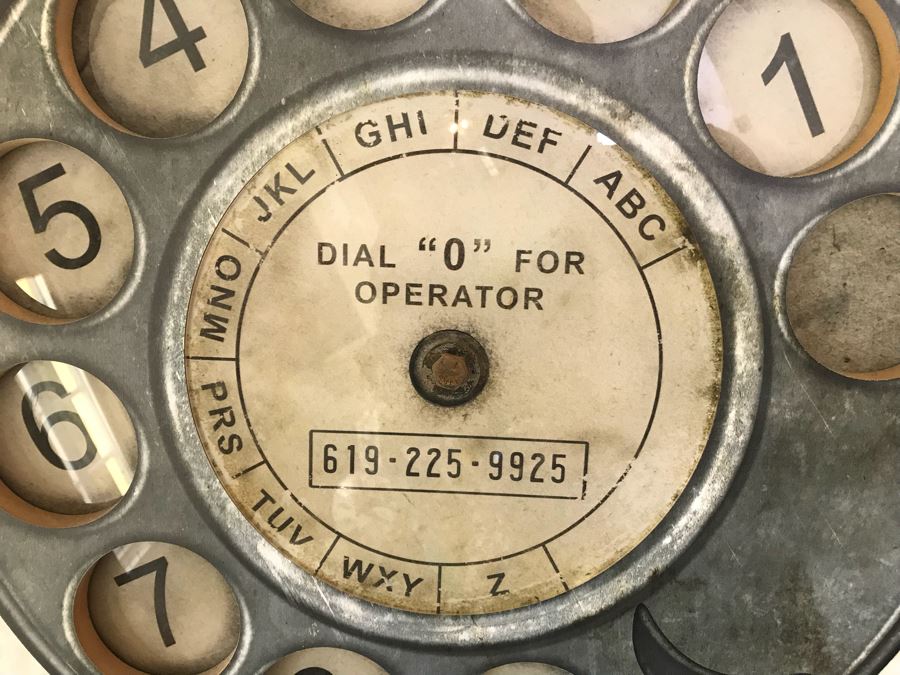 4
1
5
6
7
GHI
DEF
ABC
JKL
MNO
PRS
TUV
WXY
Z
DIAL “0” FOR
OPERATOR
619-225-9925